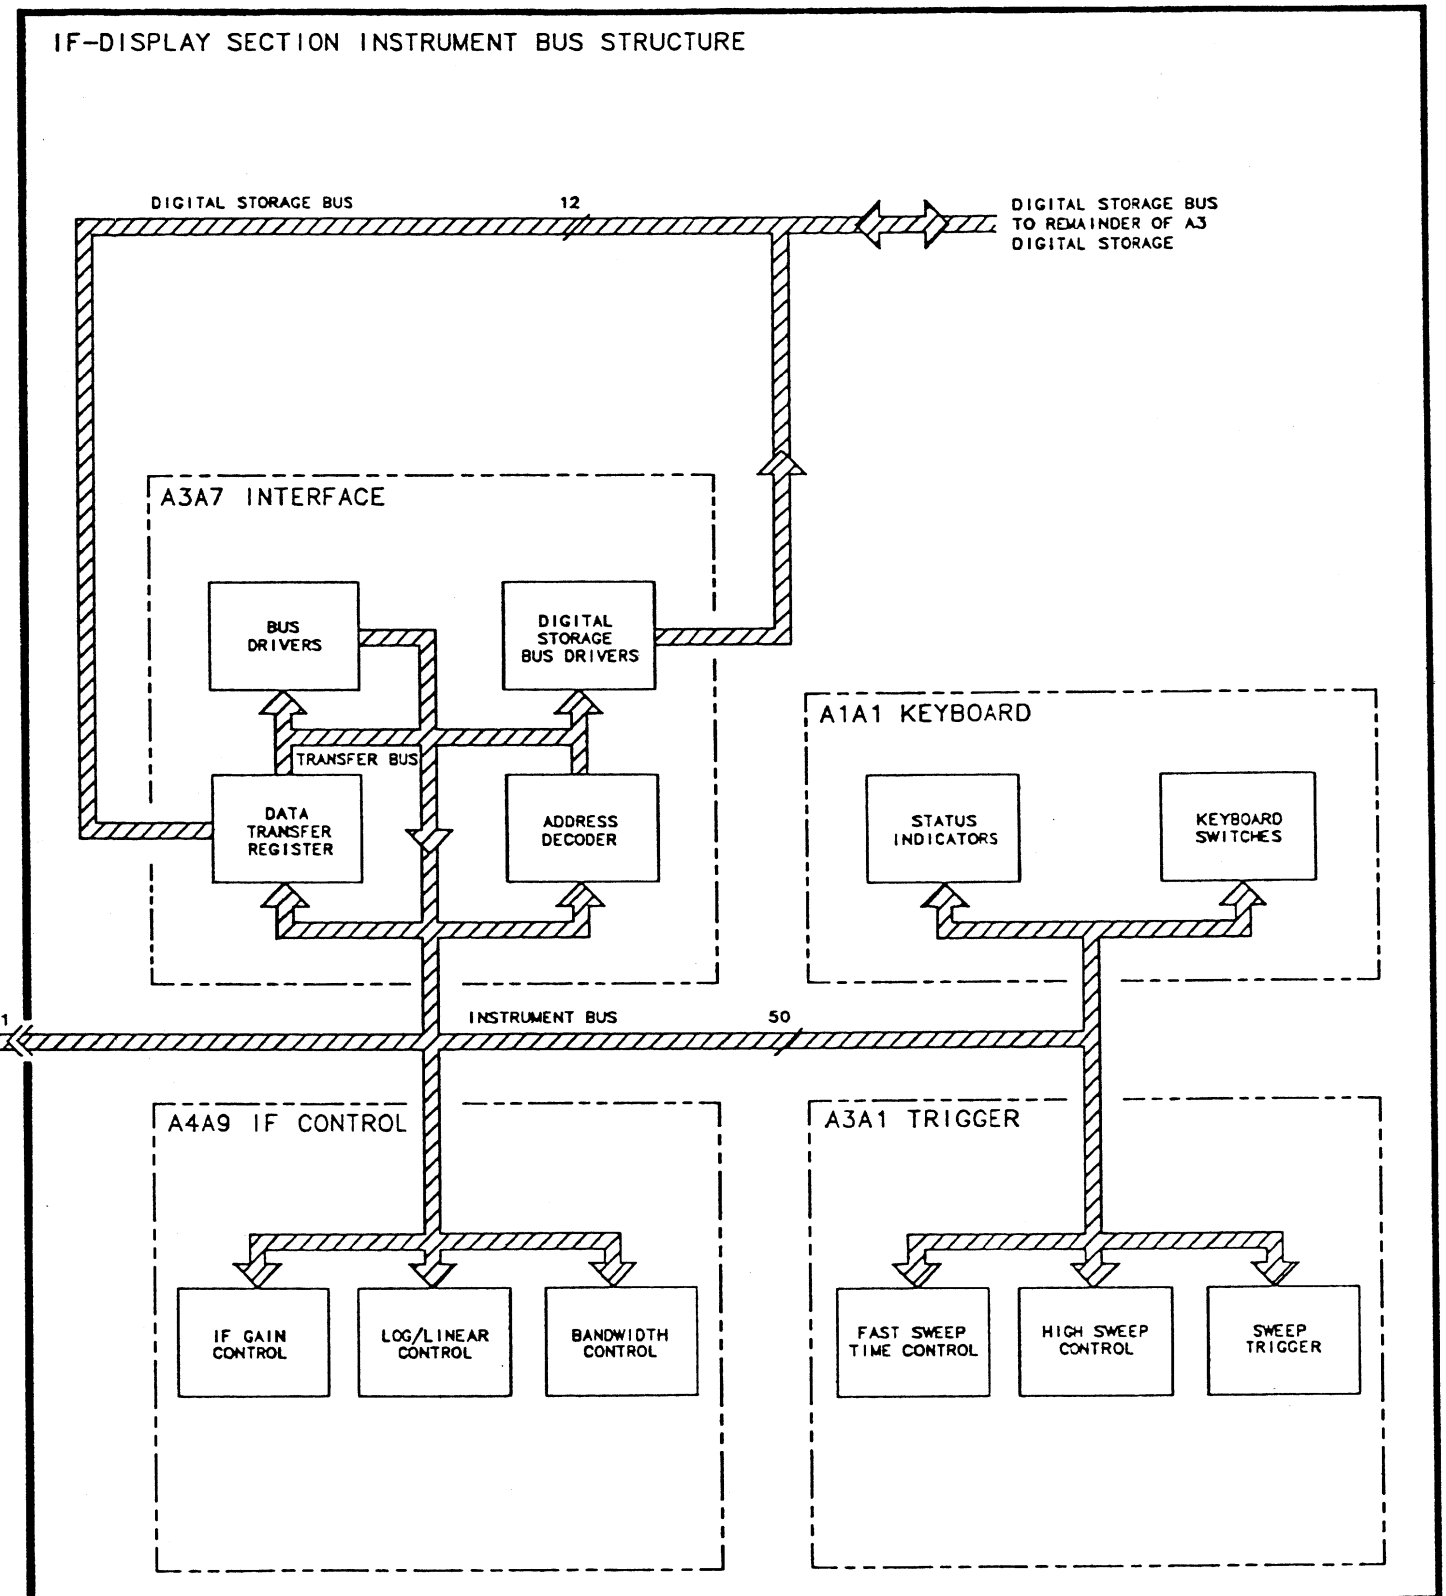 IF-DISPLAY SECTION INSTRUMENT BUS STRUCTURE
DIGITAL STORAGE BUS
12
DIGITAL STORAGE BUS
TO REMAINDER OF A3
DIGITAL STORAGE
A3A7 INTERFACE
BUS
DRIVERS
DIGITAL
STORAGE
BUS DRIVERS
TRANSFER BUS
DATA
TRANSFER
REGISTER
ADDRESS
DECODER
A1A1 KEYBOARD
STATUS
INDICATORS
KEYBOARD
SWITCHES
1
INSTRUMENT BUS
50
A4A9 IF CONTROL
IF GAIN
CONTROL
LOG/LINEAR
CONTROL
BANDWIDTH
CONTROL
A3A1 TRIGGER
FAST SWEEP
TIME CONTROL
HIGH SWEEP
CONTROL
SWEEP
TRIGGER